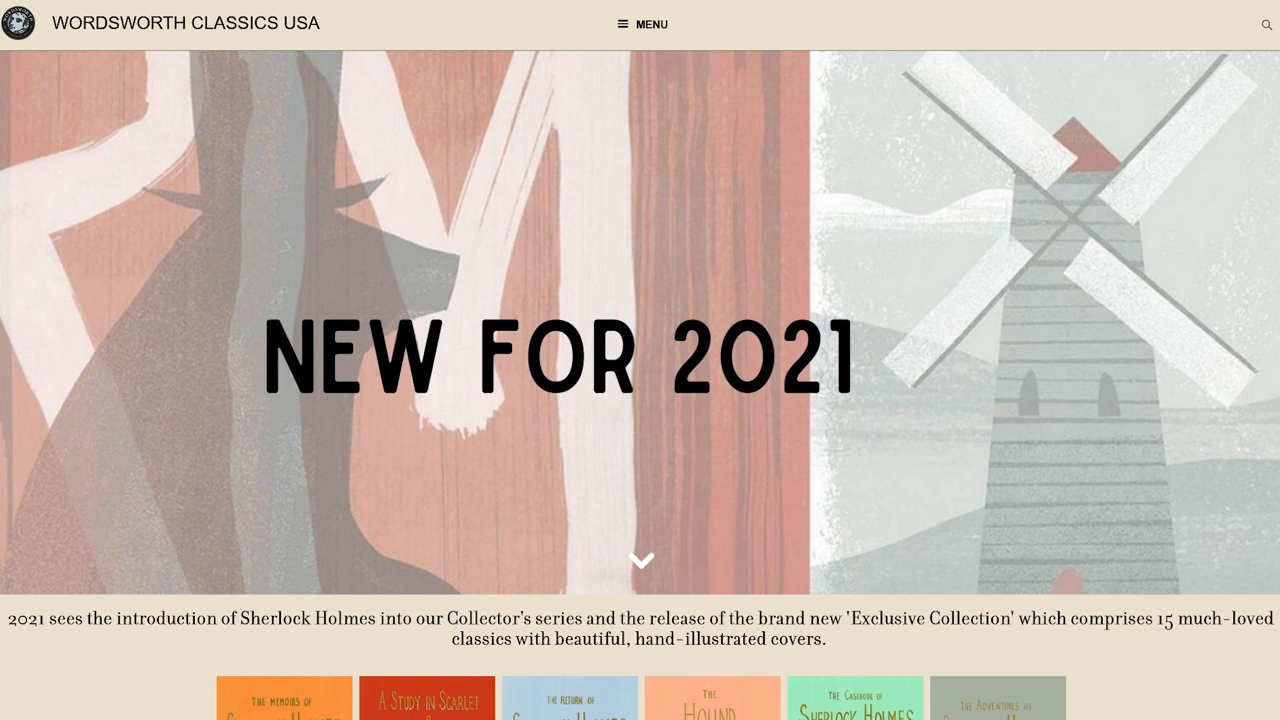 WORDSWORTH CLASSICS USA
MENU
NEW FOR 2021
2021 sees the introduction of Sherlock Holmes into our Collector's series and the release of the brand new 'Exclusive Collection' which comprises 15 much-loved
classics with beautiful, hand-illustrated covers.
THE MEMOIRS OF
A STUDY IN SCARLET
THE RETURN OF
THE
HOUND
THE CASEBOOK OF
SHERLOCK HOLMES
THE ADVENTURES OF